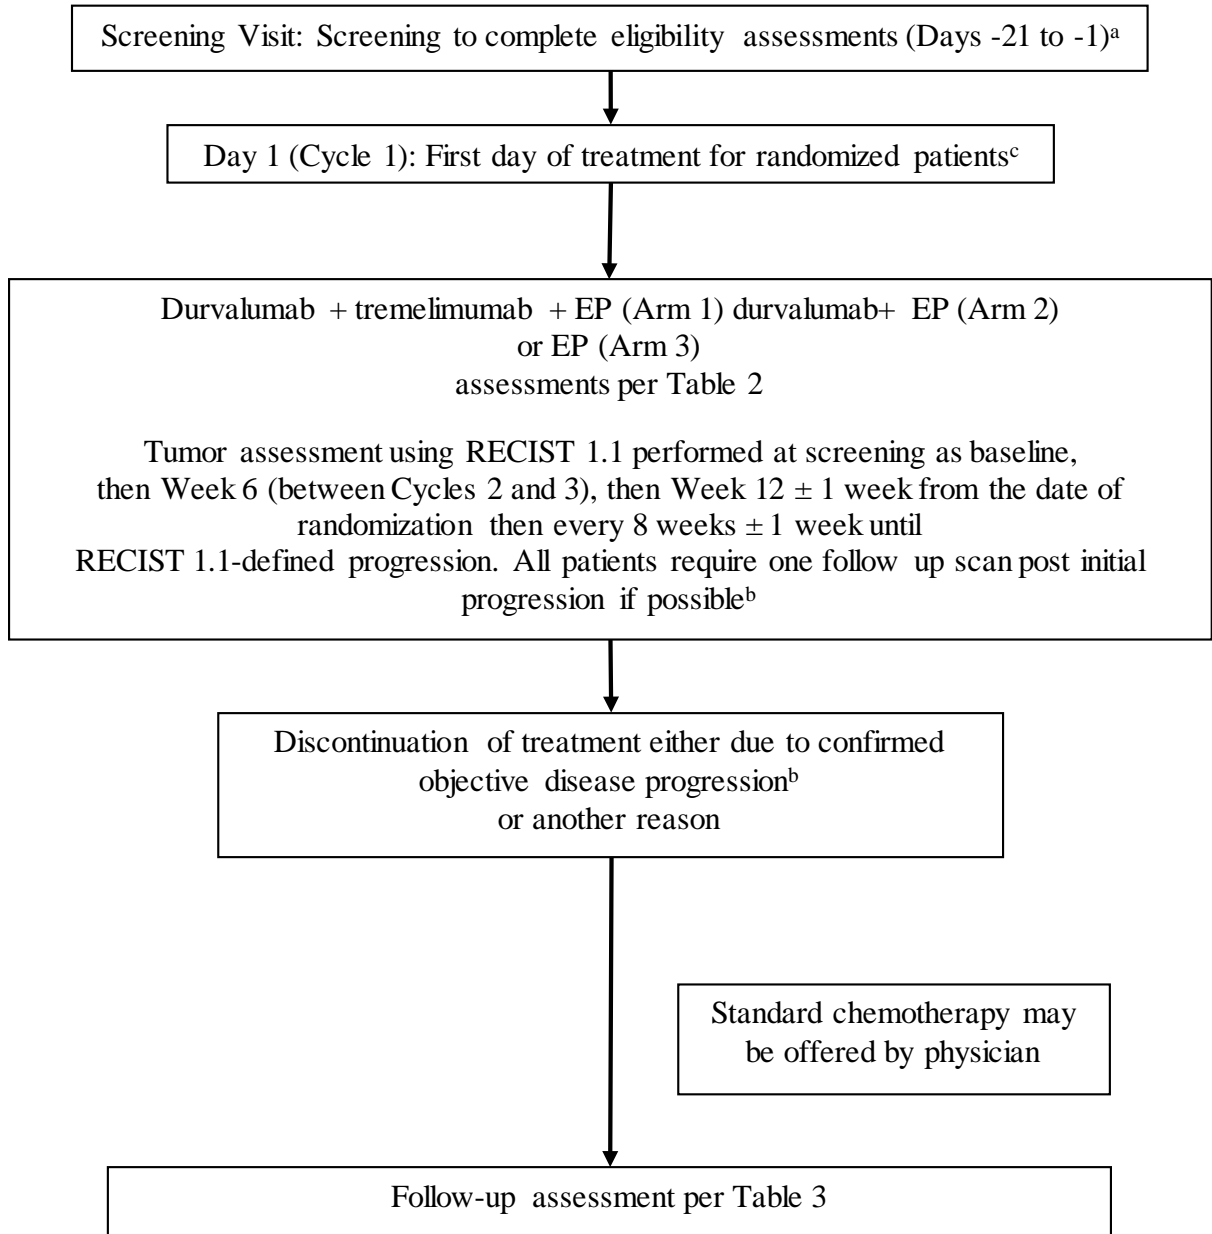 Screening Visit: Screening to complete eligibility assessments (Days -21 to -1)ᵃ
Day 1 (Cycle 1): First day of treatment for randomized patientsᶜ
Durvalumab + tremelimumab + EP (Arm 1) durvalumab+ EP (Arm 2)
or EP (Arm 3)
assessments per Table 2
Tumor assessment using RECIST 1.1 performed at screening as baseline,
then Week 6 (between Cycles 2 and 3), then Week 12 ± 1 week from the date of
randomization then every 8 weeks ± 1 week until
RECIST 1.1-defined progression. All patients require one follow up scan post initial
progression if possibleᵇ
Discontinuation of treatment either due to confirmed
objective disease progressionᵇ
or another reason
Standard chemotherapy may
be offered by physician
Follow-up assessment per Table 3